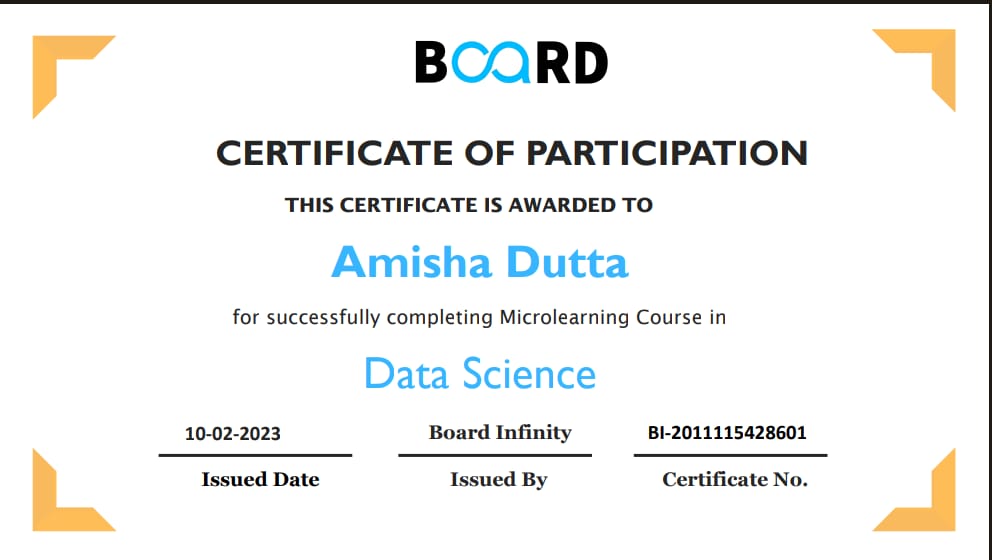 BOARD
CERTIFICATE OF PARTICIPATION
THIS CERTIFICATE IS AWARDED TO
Amisha Dutta
for successfully completing Microlearning Course in
Data Science
10-02-2023 Board Infinity BI-2011115428601
Issued Date Issued By Certificate No.